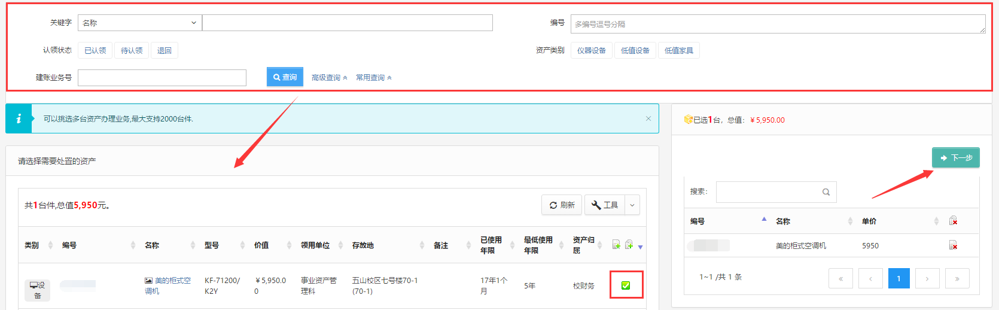 关键字 名称 编号 多编号逗号分隔
认领状态 已认领 待认领 退回 资产类别 仪器设备 低值设备 低值家具
建账业务号 查询 高级查询 常用查询
可以挑选多台资产办理业务,最大支持2000台件. ×
请选择需要处置的资产
共1台件,总值5,950元。 刷新 工具
类别 编号 名称 型号 价值 领用单位 存放地 备注 已使用年限 最低使用年限 资产归属
设备 美的柜式空调机 KF-71200/K2Y ￥5,950.00 事业资产管理科 五山校区七号楼70-1(70-1) 17年1个月 5年 校财务
已选1台，总值：￥5,950.00
下一步
搜索：
编号 名称 单价
美的柜式空调机 5950
1~1 /共 1 条 « ‹ 1 › »